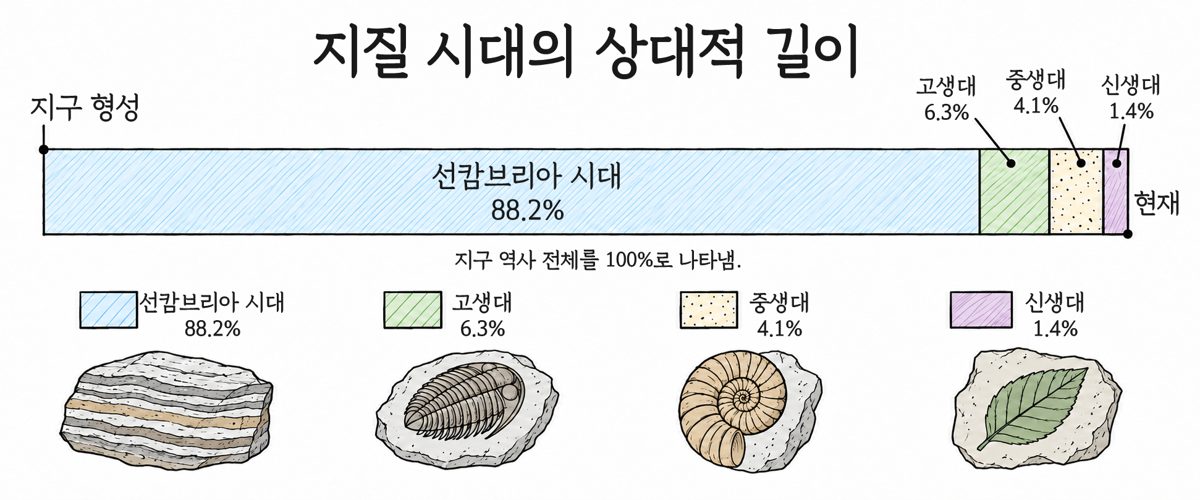 지질 시대의 상대적 길이
지구 형성
고생대
6.3%
중생대
4.1%
신생대
1.4%
선캄브리아 시대
88.2%
현재
지구 역사 전체를 100%로 나타냄.
선캄브리아 시대
88.2%
고생대
6.3%
중생대
4.1%
신생대
1.4%